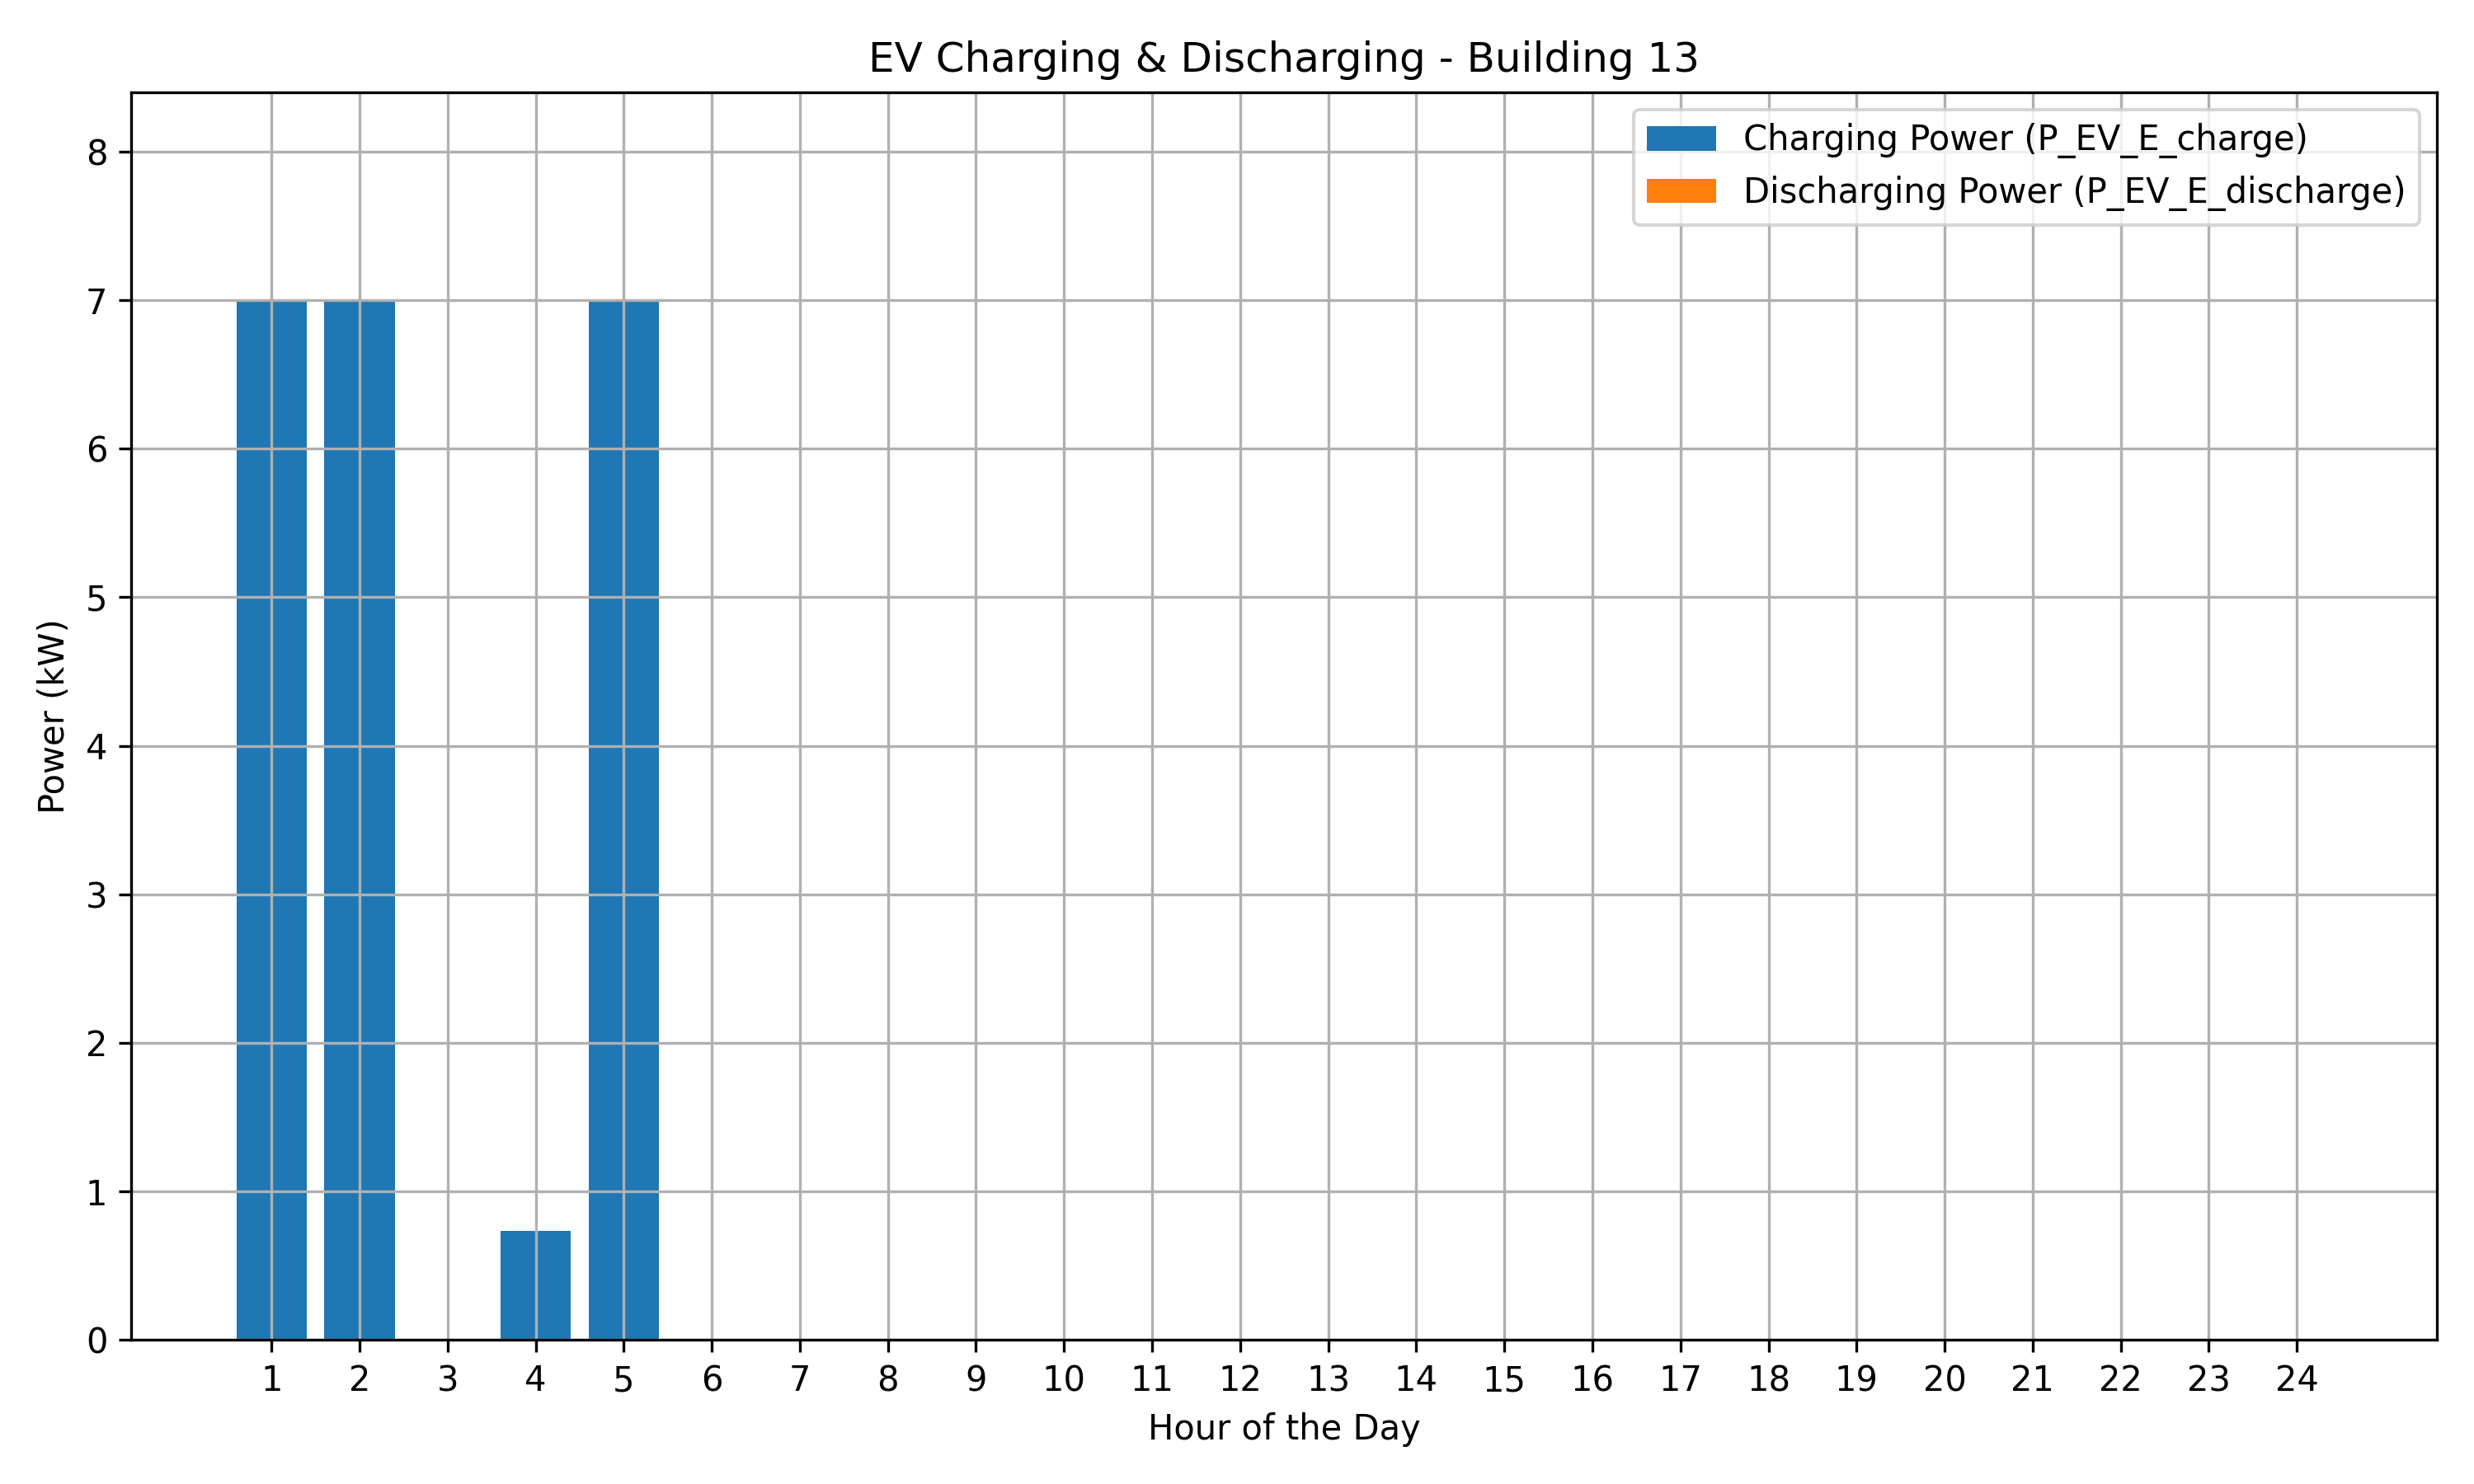 EV Charging & Discharging - Building 13
Charging Power (P_EV_E_charge)
Discharging Power (P_EV_E_discharge)
8
7
6
5
4
3
2
1
0
Power (kW)
1 2 3 4 5 6 7 8 9 10 11 12 13 14 15 16 17 18 19 20 21 22 23 24
Hour of the Day